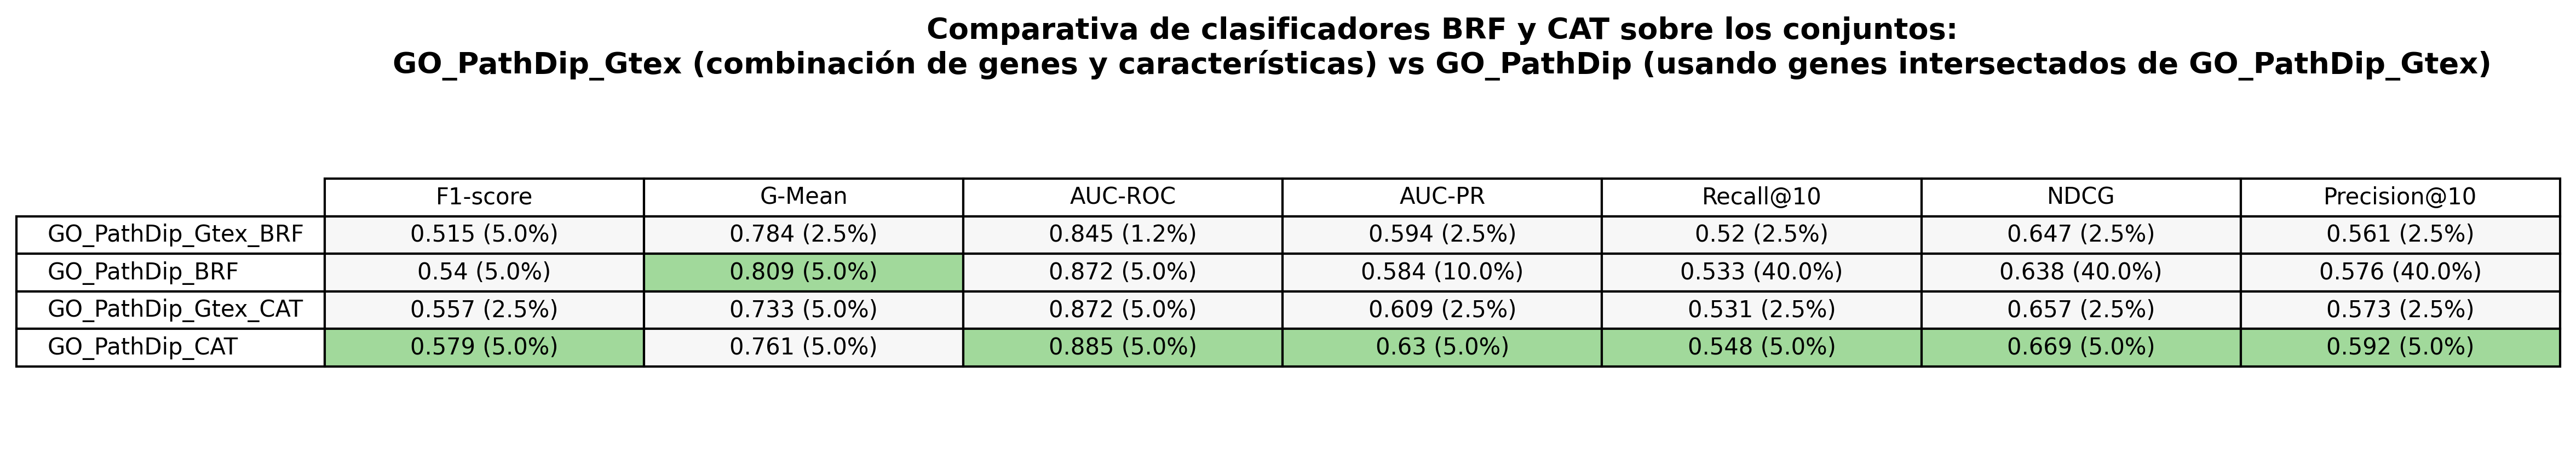 Comparativa de clasificadores BRF y CAT sobre los conjuntos:
GO_PathDip_Gtex (combinación de genes y características) vs GO_PathDip (usando genes intersectados de GO_PathDip_Gtex)
F1-score G-Mean AUC-ROC AUC-PR Recall@10 NDCG Precision@10
GO_PathDip_Gtex_BRF 0.515 (5.0%) 0.784 (2.5%) 0.845 (1.2%) 0.594 (2.5%) 0.52 (2.5%) 0.647 (2.5%) 0.561 (2.5%)
GO_PathDip_BRF 0.54 (5.0%) 0.809 (5.0%) 0.872 (5.0%) 0.584 (10.0%) 0.533 (40.0%) 0.638 (40.0%) 0.576 (40.0%)
GO_PathDip_Gtex_CAT 0.557 (2.5%) 0.733 (5.0%) 0.872 (5.0%) 0.609 (2.5%) 0.531 (2.5%) 0.657 (2.5%) 0.573 (2.5%)
GO_PathDip_CAT 0.579 (5.0%) 0.761 (5.0%) 0.885 (5.0%) 0.63 (5.0%) 0.548 (5.0%) 0.669 (5.0%) 0.592 (5.0%)